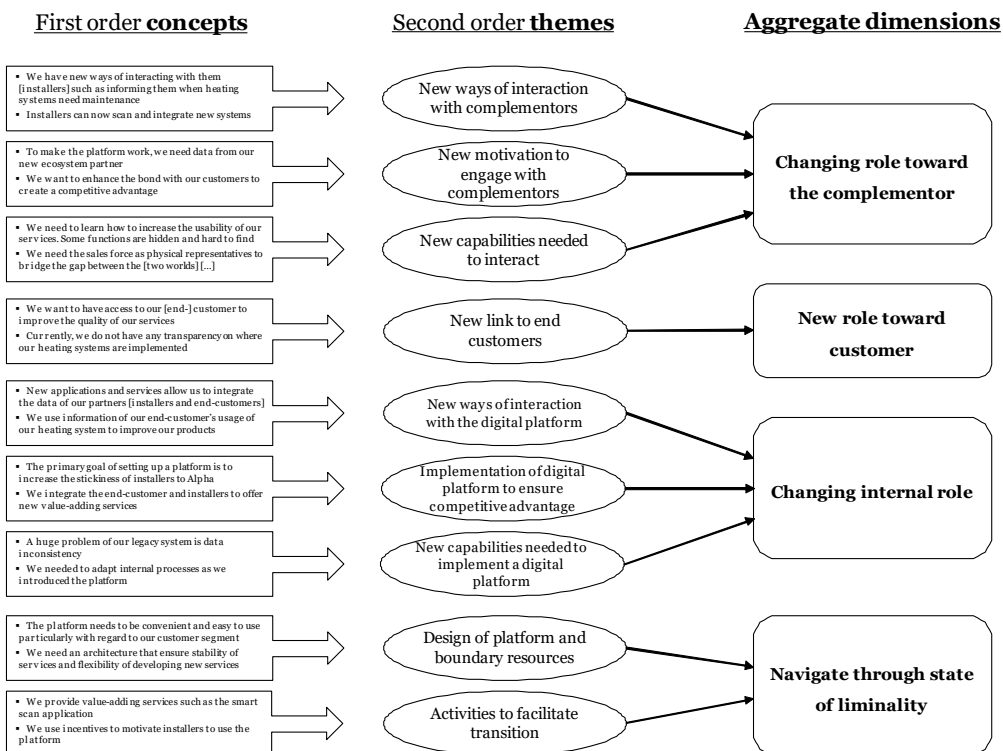 First order concepts
Second order themes
Aggregate dimensions
▪ We have new ways of interacting with them
[installers] such as informing them when heating
systems need maintenance
▪ Installers can now scan and integrate new systems
New ways of interaction
with complementors
▪ To make the platform work, we need data from our
new ecosystem partner
▪ We want to enhance the bond with our customers to
create a competitive advantage
New motivation to
engage with
complementors
Changing role toward
the complementor
▪ We need to learn how to increase the usability of our
services. Some functions are hidden and hard to find
▪ We need the sales force as physical representatives to
bridge the gap between the [two worlds] [...]
New capabilities needed
to interact
▪ We want to have access to our [end-] customer to
improve the quality of our services
▪ Currently, we do not have any transparency on where
our heating systems are implemented
New link to end
customers
New role toward
customer
▪ New applications and services allow us to integrate
the data of our partners [installers and end-customers]
▪ We use information of our end-customer's usage of
our heating system to improve our products
New ways of interaction
with the digital platform
▪ The primary goal of setting up a platform is to
increase the stickiness of installers to Alpha
▪ We integrate the end-customer and installers to offer
new value-adding services
Implementation of digital
platform to ensure
competitive advantage
Changing internal role
▪ A huge problem of our legacy system is data
inconsistency
▪ We needed to adapt internal processes as we
introduced the platform
New capabilities needed to
implement a digital
platform
▪ The platform needs to be convenient and easy to use
particularly with regard to our customer segment
▪ We need an architecture that ensure stability of
services and flexibility of developing new services
Design of platform and
boundary resources
Navigate through state
of liminality
▪ We provide value-adding services such as the smart
scan application
▪ We use incentives to motivate installers to use the
platform
Activities to facilitate
transition